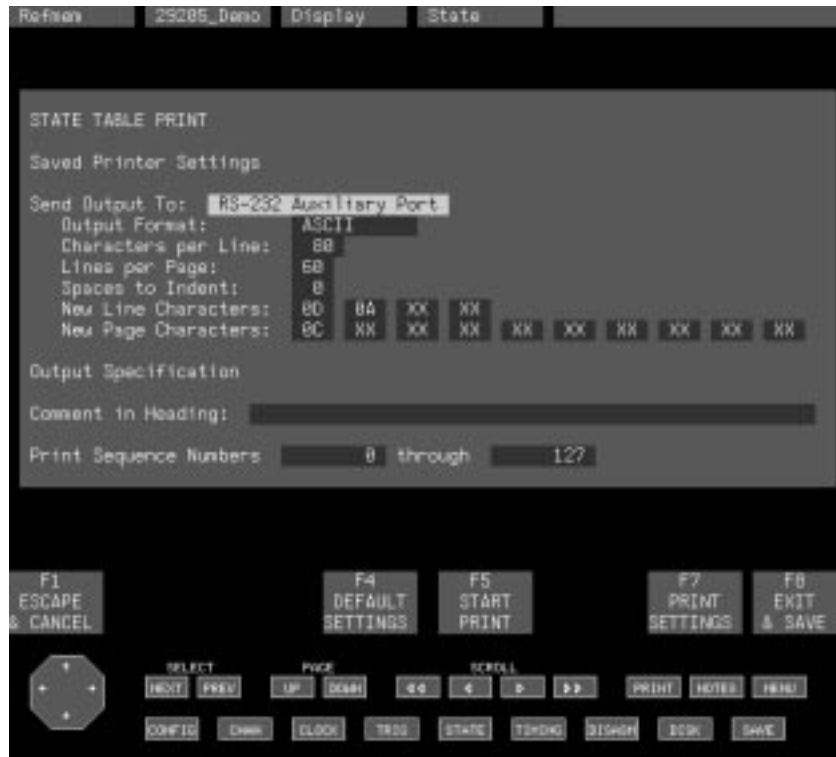 Refmem 29205_Demo Display State
STATE TABLE PRINT
Saved Printer Settings
Send Output To: RS-232 Auxiliary Port
Output Format: ASCII
Characters per Line: 80
Lines per Page: 60
Spaces to Indent: 0
New Line Characters: 0D 0A XX XX
New Page Characters: 0C XX XX XX XX XX XX XX XX XX
Output Specification
Comment in Heading:
Print Sequence Numbers 0 through 127
F1 F4 F5 F7 F8
ESCAPE DEFAULT START PRINT EXIT
& CANCEL SETTINGS PRINT SETTINGS & SAVE
SELECT PAGE SCROLL
NEXT PREV UP DOWN PRINT NOTES MENU
CONFIG CHAN CLOCK TRIG STATE TIMING DISASM DISK SAVE